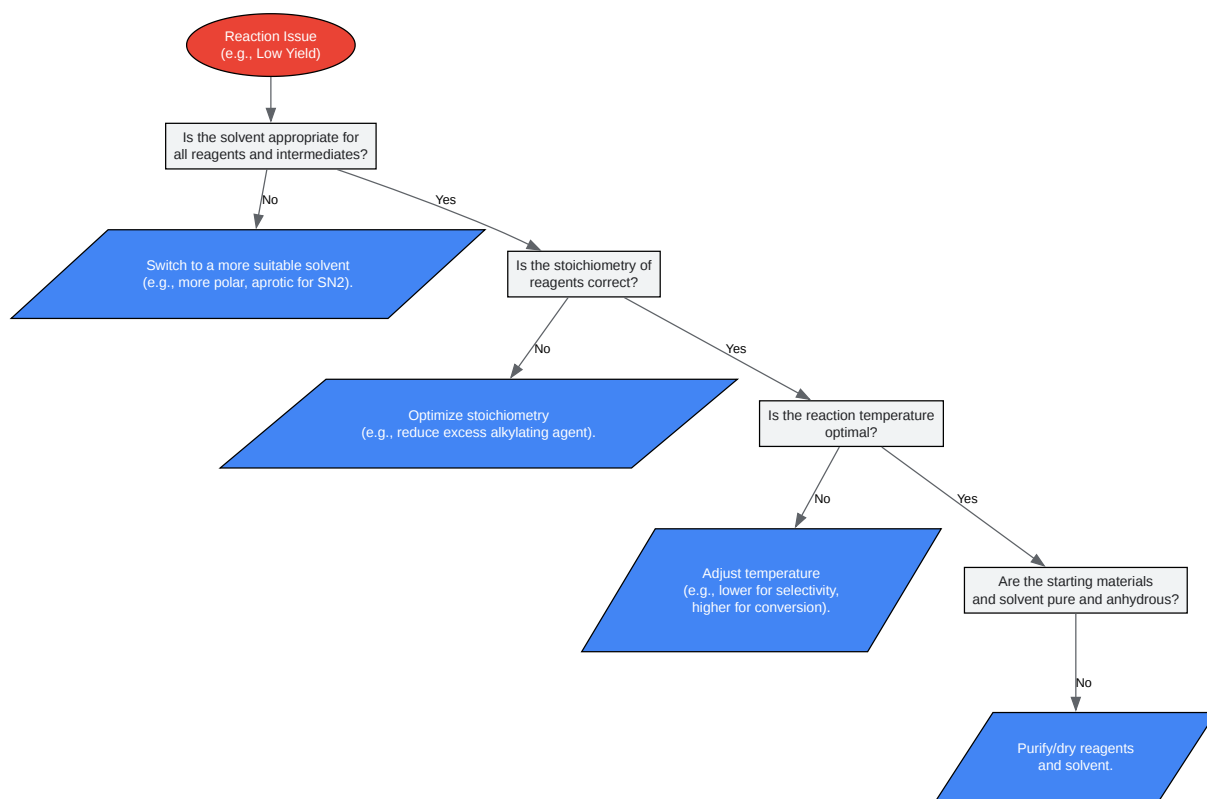 Reaction Issue
(e.g., Low Yield)
Is the solvent appropriate for
all reagents and intermediates?
No
Yes
Switch to a more suitable solvent
(e.g., more polar, aprotic for SN2).
Is the stoichiometry of
reagents correct?
No
Yes
Optimize stoichiometry
(e.g., reduce excess alkylating agent).
Is the reaction temperature
optimal?
No
Yes
Adjust temperature
(e.g., lower for selectivity,
higher for conversion).
Are the starting materials
and solvent pure and anhydrous?
No
Purify/dry reagents
and solvent.